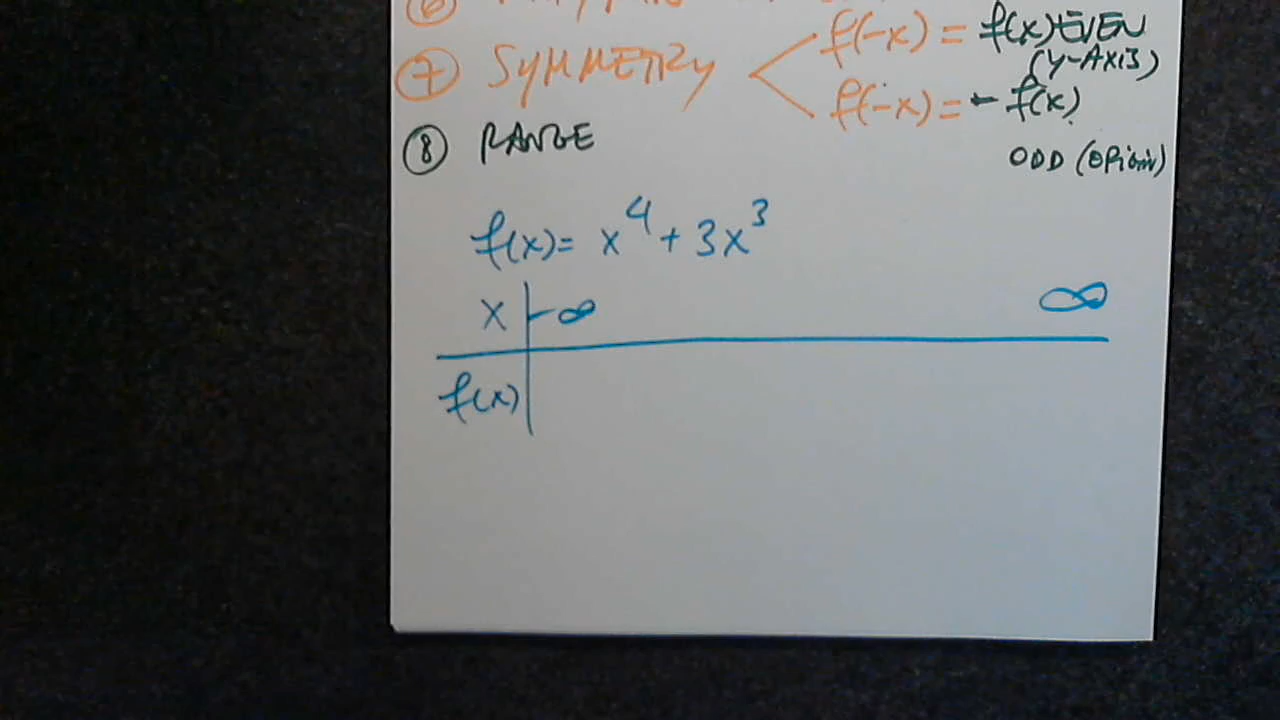 ⑦ SYMMETRY f(-x) = f(x) EVEN
(Y-AXIS)
f(-x) = - f(x)
⑧ RANGE
ODD (ORIGIN)
f(x) = x⁴ + 3x³
x -∞ ∞
f(x)